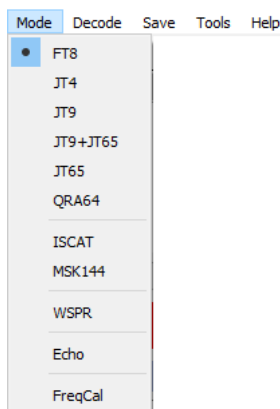 Mode Decode Save Tools Help
FT8
JT4
JT9
JT9+JT65
JT65
QRA64
ISCAT
MSK144
WSPR
Echo
FreqCal